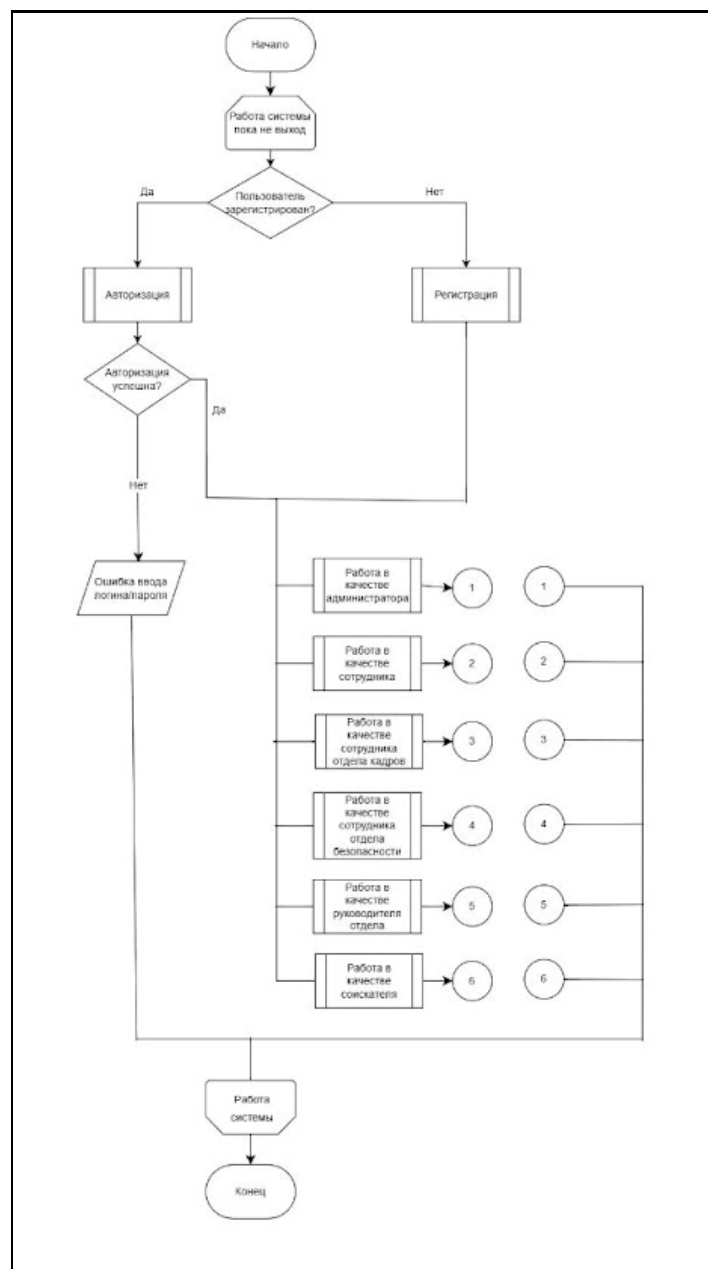 Начало
Работа системы
пока не выход
Да
Пользователь
зарегистрирован?
Нет
Авторизация
Регистрация
Авторизация
успешна?
Да
Нет
Ошибка ввода
логина/пароля
Работа в
качестве
администратора
1
1
Работа в
качестве
сотрудника
2
2
Работа в
качестве
сотрудника
отдела кадров
3
3
Работа в
качестве
сотрудника
отдела
безопасности
4
4
Работа в
качестве
руководителя
отдела
5
5
Работа в
качестве
соискателя
6
6
Работа
системы
Конец